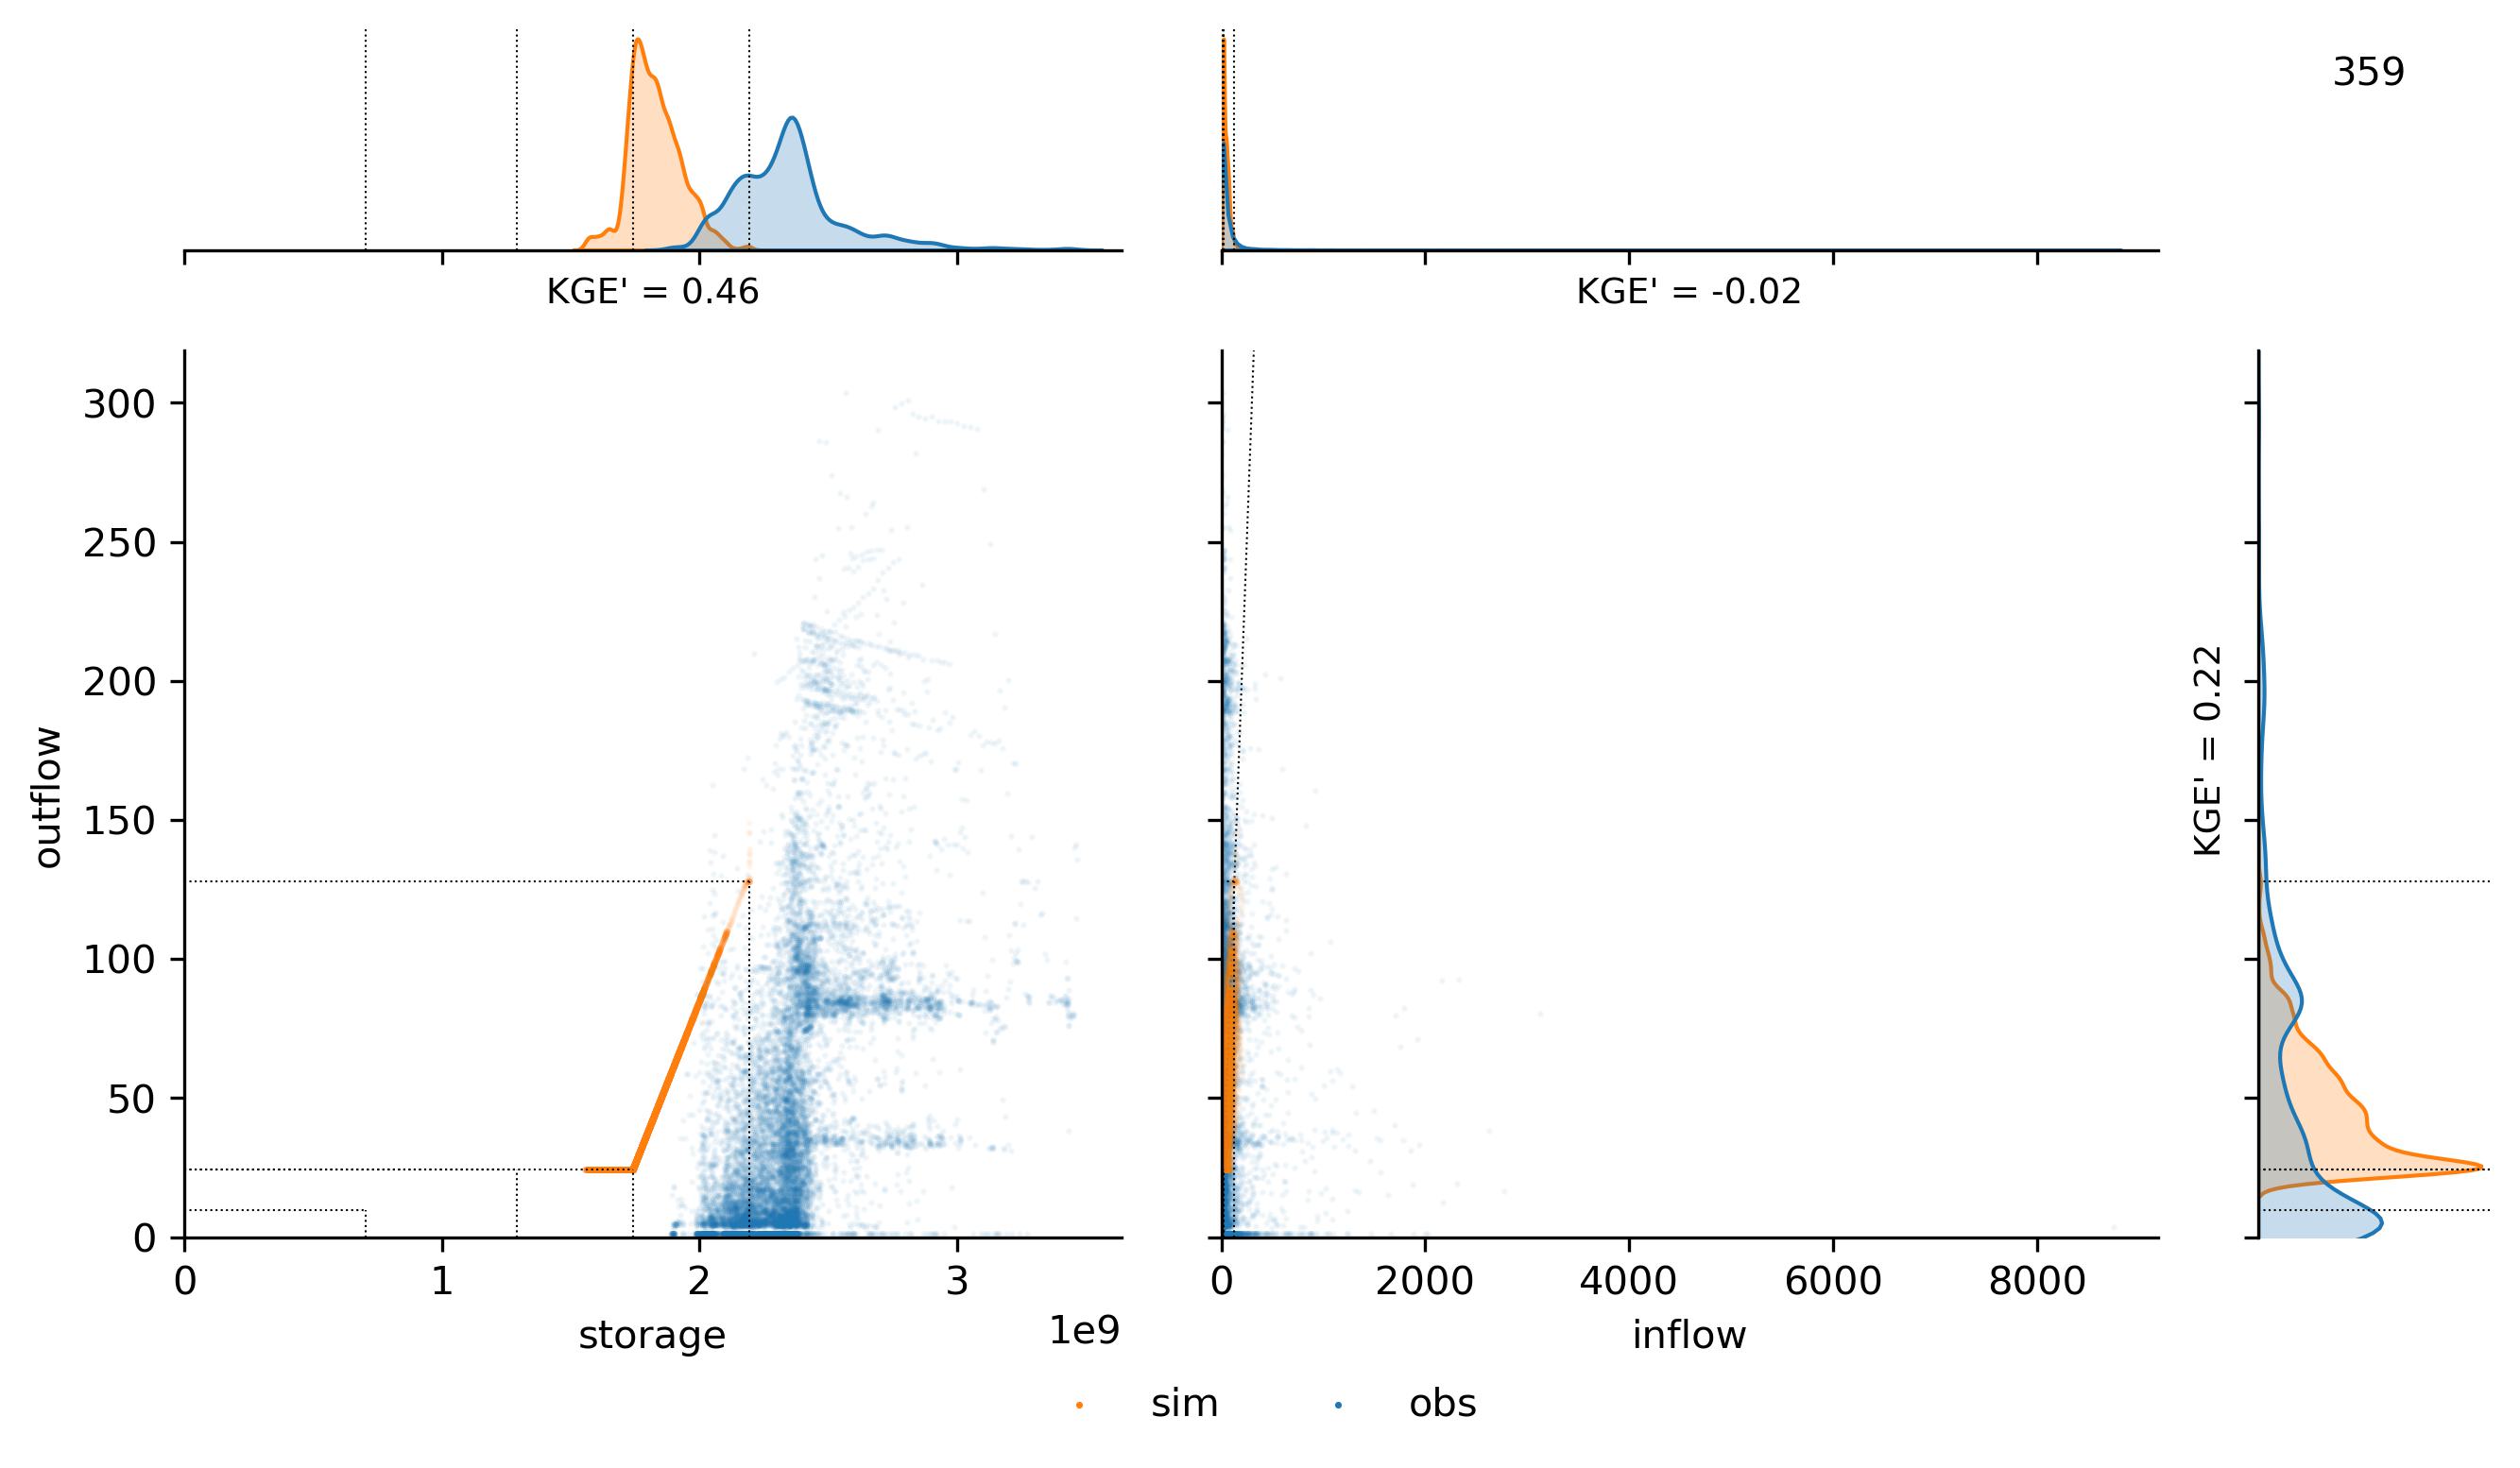 359
KGE' = 0.46
KGE' = -0.02
300
250
200
150
100
50
0
outflow
KGE' = 0.22
0 1 2 3
0 2000 4000 6000 8000
1e9
storage
inflow
sim obs